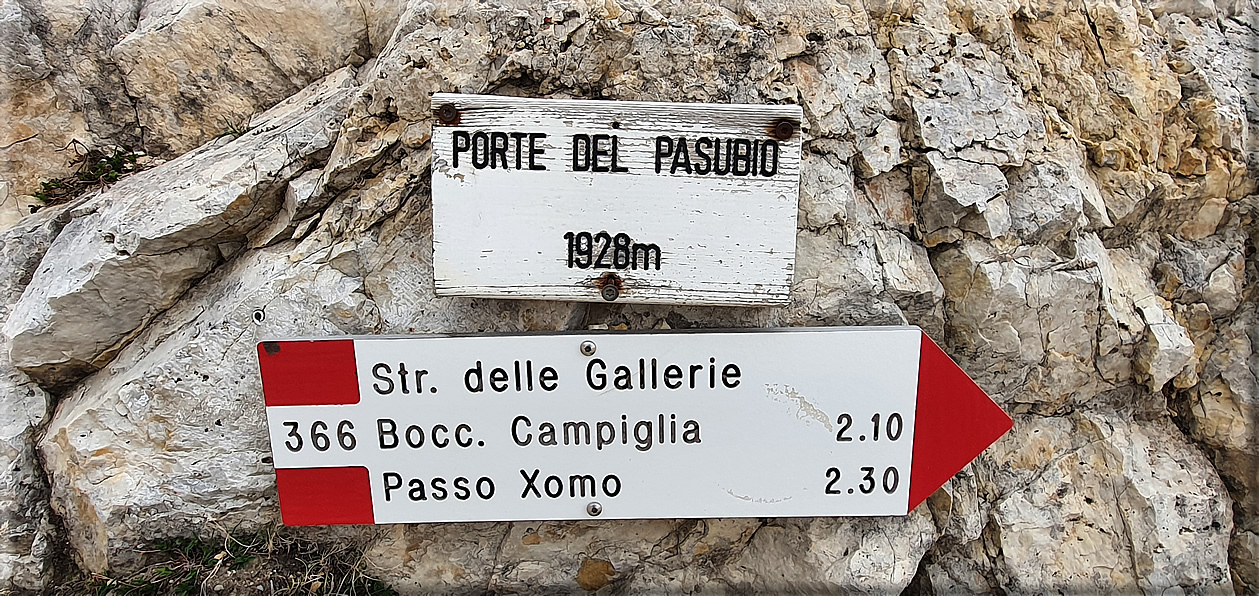 PORTE DEL PASUBIO
1928m
Str. delle Gallerie
366 Bocc. Campiglia 2.10
Passo Xomo 2.30